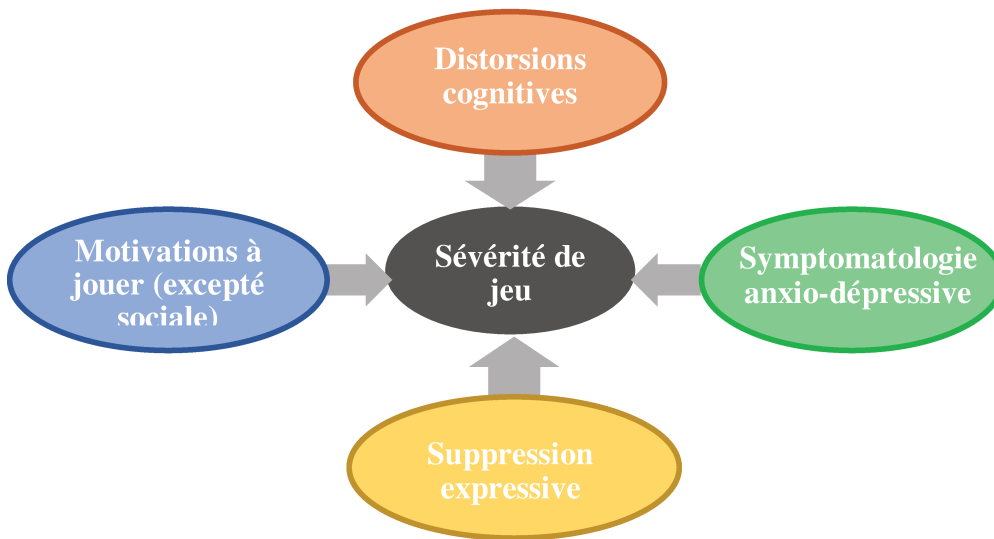 Distorsions
cognitives
Motivations à
jouer (excepté
sociale)
Sévérité de
jeu
Symptomatologie
anxio-dépressive
Suppression
expressive